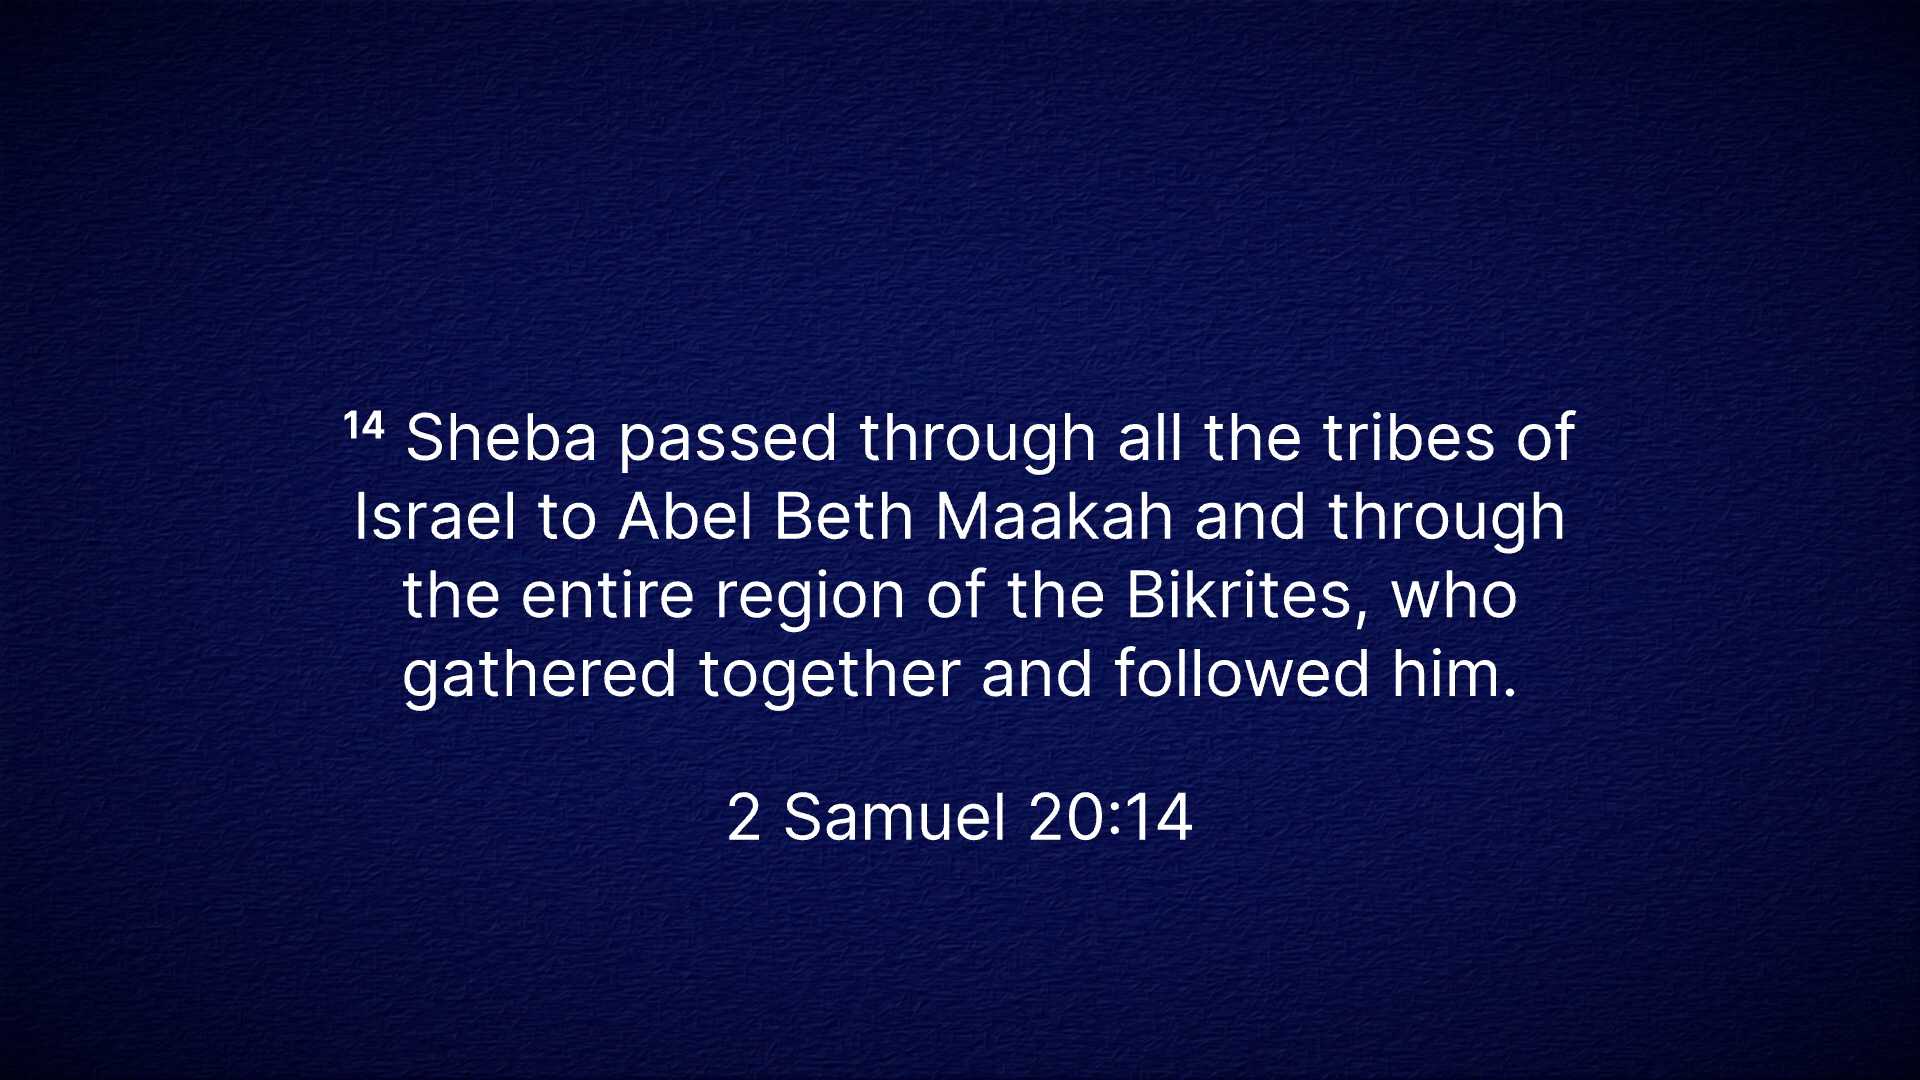 ¹⁴ Sheba passed through all the tribes of
Israel to Abel Beth Maakah and through
the entire region of the Bikrites, who
gathered together and followed him.
2 Samuel 20:14